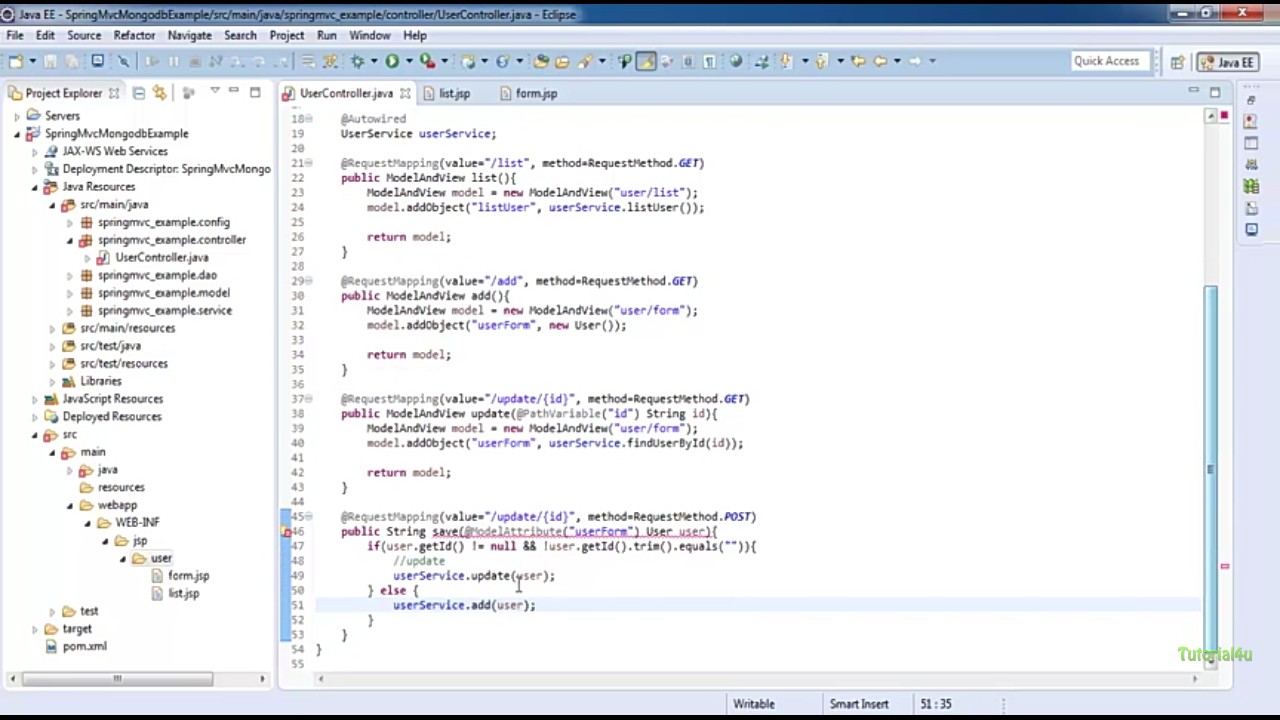 Java EE - SpringMvcMongodbExample/src/main/java/springmvc_example/controller/UserController.java - Eclipse
File Edit Source Refactor Navigate Search Project Run Window Help
Quick Access Java EE
Project Explorer
Servers
SpringMvcMongodbExample
JAX-WS Web Services
Deployment Descriptor: SpringMvcMongo
Java Resources
src/main/java
springmvc_example.config
springmvc_example.controller
UserController.java
springmvc_example.dao
springmvc_example.model
springmvc_example.service
src/main/resources
src/test/java
src/test/resources
Libraries
JavaScript Resources
Deployed Resources
src
main
java
resources
webapp
WEB-INF
jsp
user
form.jsp
list.jsp
test
target
pom.xml
UserController.java list.jsp form.jsp
18 @Autowired
19 UserService userService;
20
21 @RequestMapping(value="/list", method=RequestMethod.GET)
22 public ModelAndView list(){
23 ModelAndView model = new ModelAndView("user/list");
24 model.addObject("listUser", userService.listUser());
25
26 return model;
27 }
28
29 @RequestMapping(value="/add", method=RequestMethod.GET)
30 public ModelAndView add(){
31 ModelAndView model = new ModelAndView("user/form");
32 model.addObject("userForm", new User());
33
34 return model;
35 }
36
37 @RequestMapping(value="/update/{id}", method=RequestMethod.GET)
38 public ModelAndView update(@PathVariable("id") String id){
39 ModelAndView model = new ModelAndView("user/form");
40 model.addObject("userForm", userService.findUserById(id));
41
42 return model;
43 }
44
45 @RequestMapping(value="/update/{id}", method=RequestMethod.POST)
46 public String save(@ModelAttribute("userForm") User user){
47 if(user.getId() != null && !user.getId().trim().equals("")){
48 //update
49 userService.update(user);
50 } else {
51 userService.add(user);
52 }
53 }
54 }
55
Tutorial4u
Writable Smart Insert 51 : 35